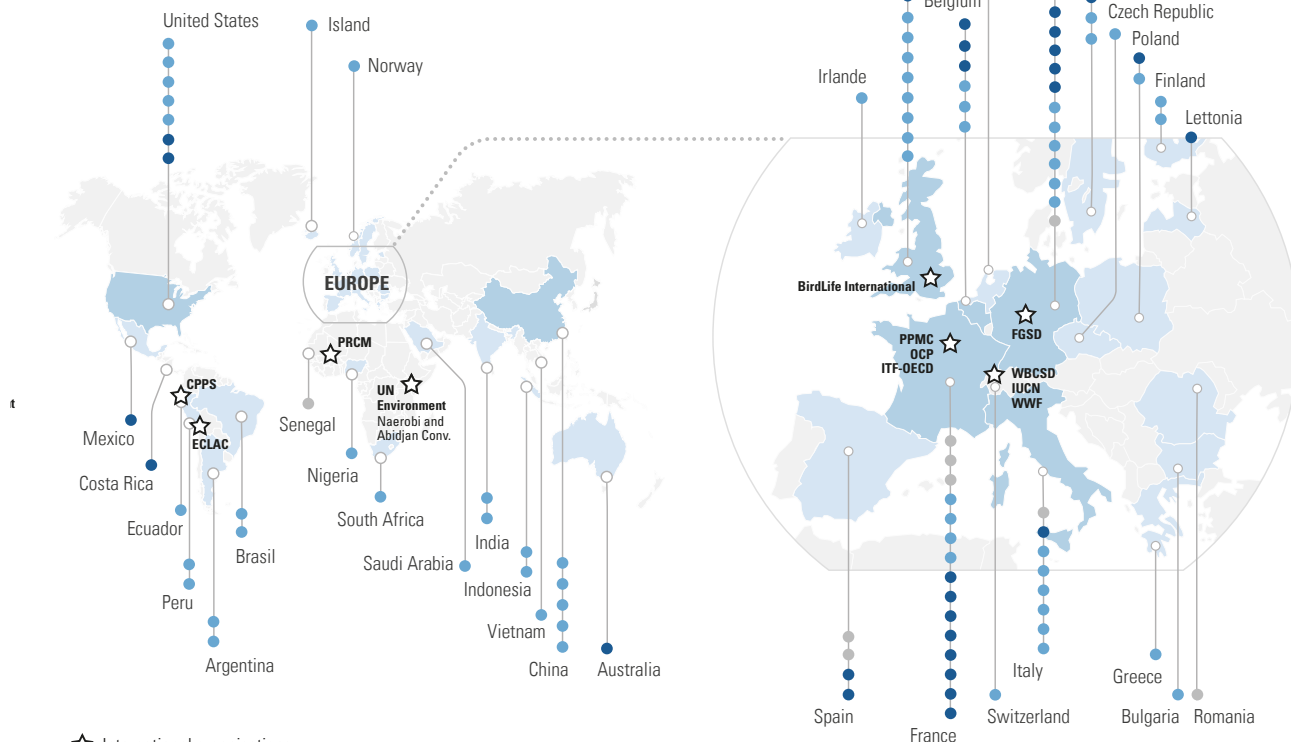 United States
Island
Norway
Belgium
Czech Republic
Poland
Irlande
Finland
Lettonia
EUROPE
BirdLife International
PPMC
OCP
ITF-OECD
FGSD
WBCSD
IUCN
WWF
PRCM
CPPS
ECLAC
UN
Environment
Naerobi and
Abidjan Conv.
Mexico
Costa Rica
Ecuador
Peru
Brasil
Argentina
Senegal
Nigeria
South Africa
Saudi Arabia
India
Indonesia
Vietnam
China
Australia
Spain
France
Switzerland
Italy
Greece
Bulgaria
Romania